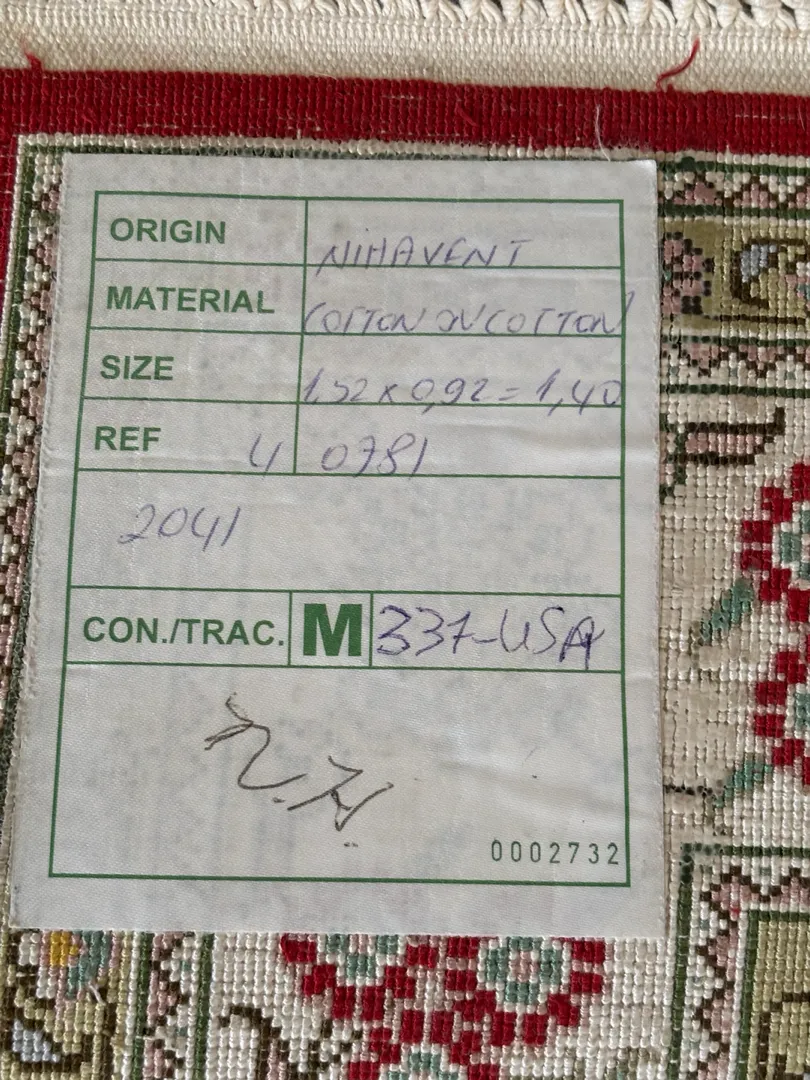 ORIGIN NIHAVENT
MATERIAL COTTON ON COTTON
SIZE 1,52 x 0,92 = 1,40
REF 4 0781
2041
CON./TRAC. M 337-USA
N.H.
0002732